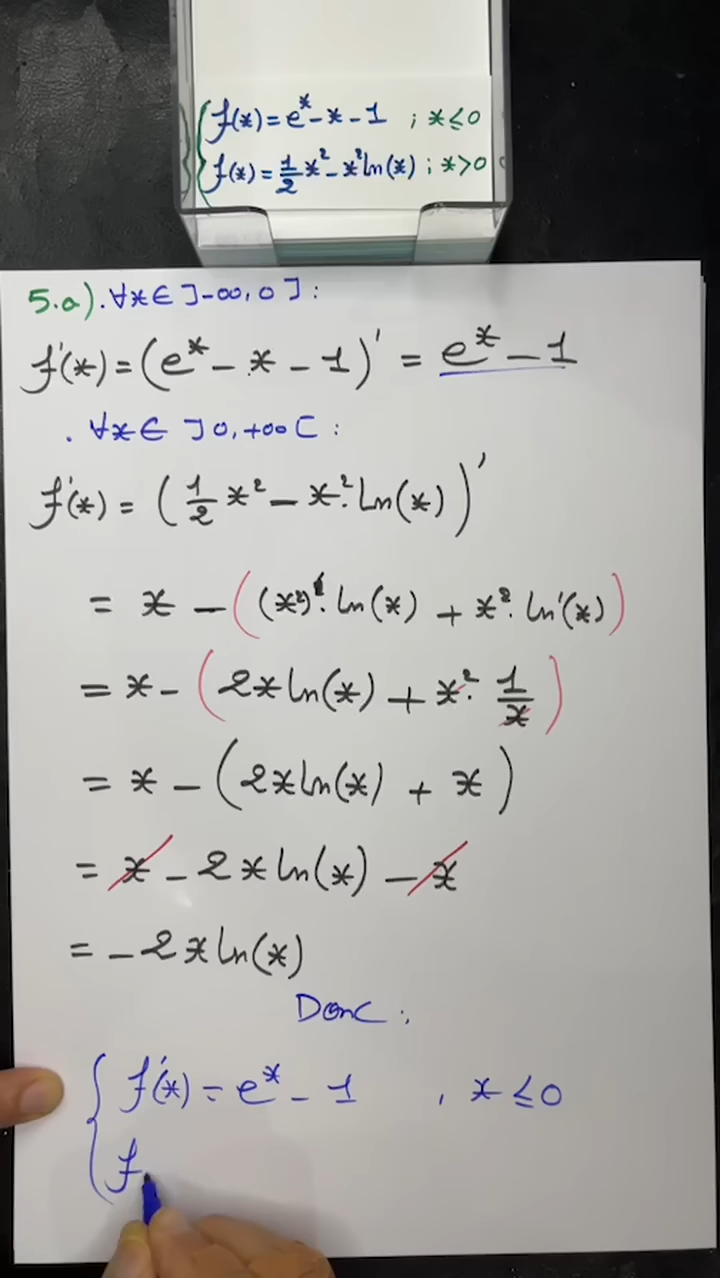 { f(x) = e^x - x - 1 ; x ≤ 0
{ f(x) = 1/2 x² - x² ln(x) ; x > 0
5.a). ∀x ∈ ]-∞, 0] :
f'(x) = (e^x - x - 1)' = e^x - 1
. ∀x ∈ ]0, +∞[ :
f'(x) = (1/2 x² - x². ln(x))'
= x - ((x²)'. ln(x) + x². ln'(x))
= x - (2x ln(x) + x². 1/x)
= x - (2x ln(x) + x)
= x - 2x ln(x) - x
= -2x ln(x)
Donc :
{ f'(x) = e^x - 1 , x ≤ 0
{ f